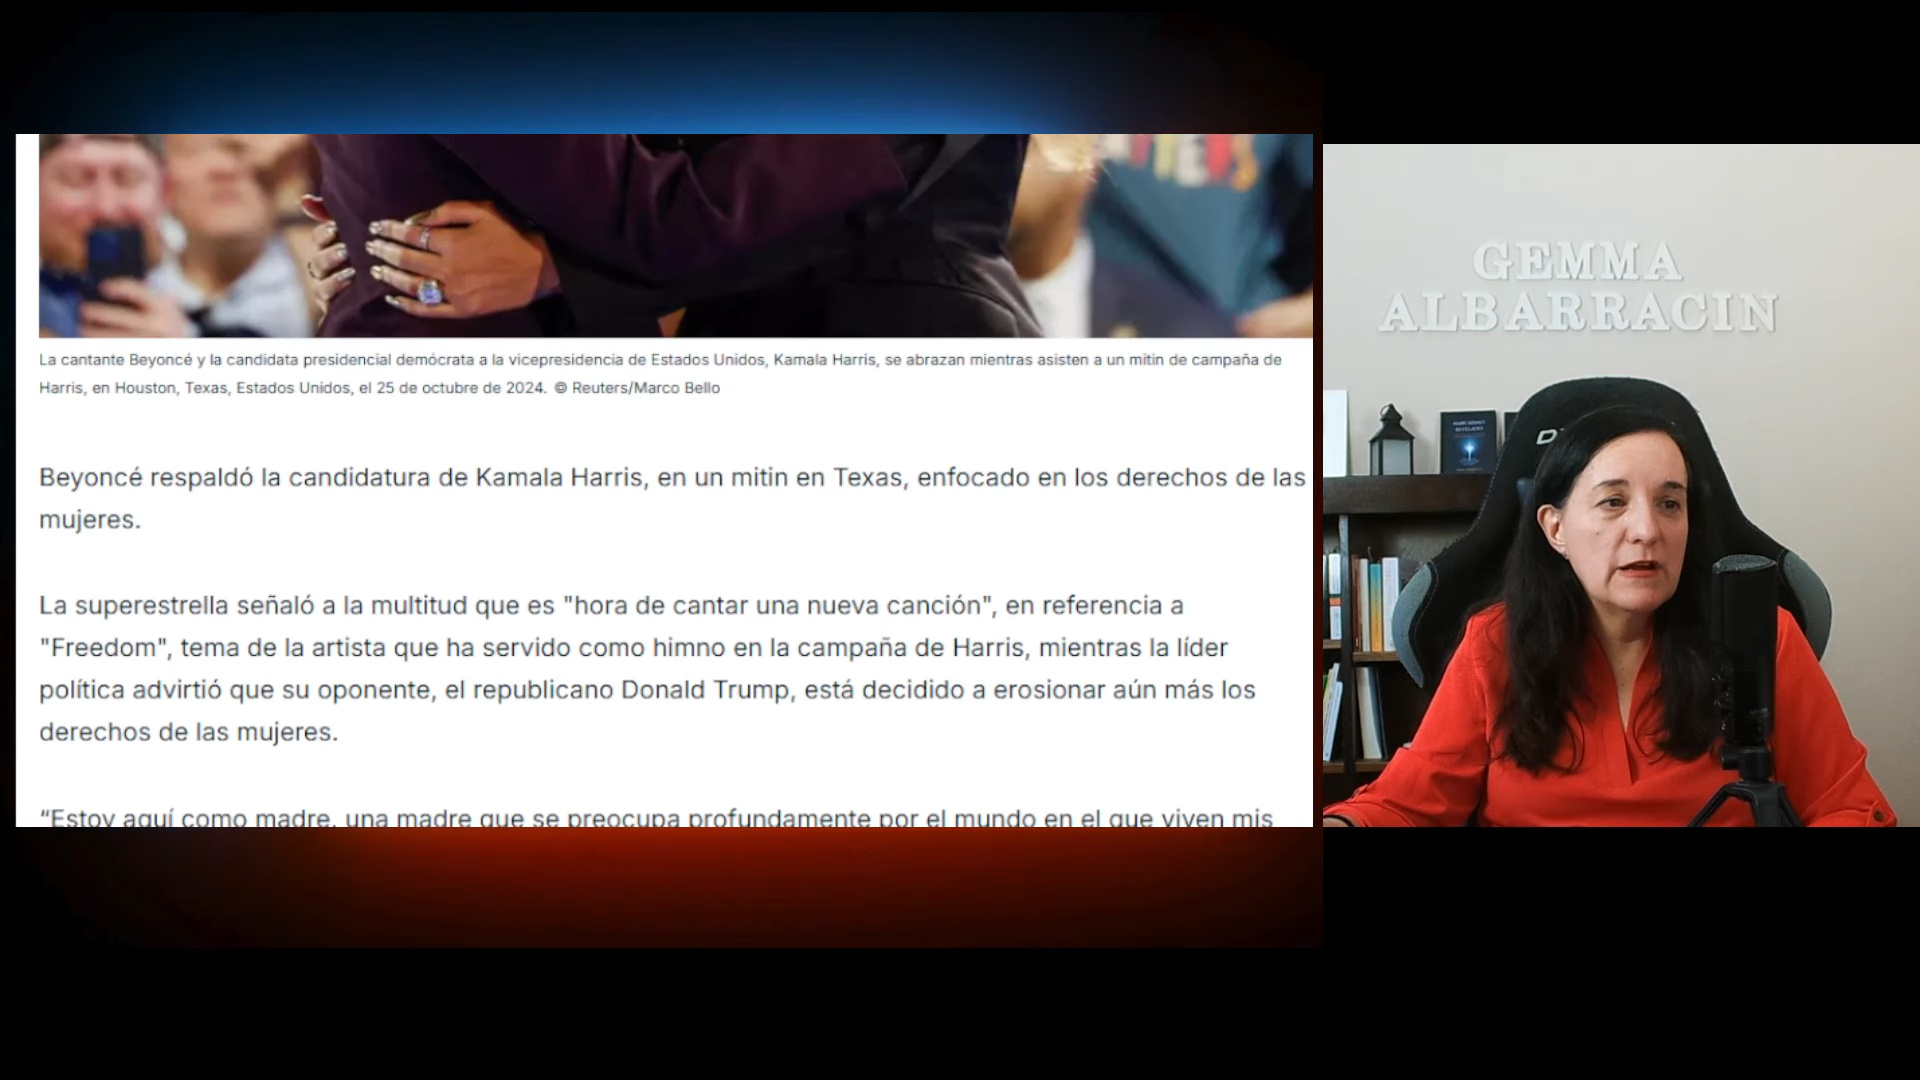 La cantante Beyoncé y la candidata presidencial demócrata a la vicepresidencia de Estados Unidos, Kamala Harris, se abrazan mientras asisten a un mitin de campaña de
Harris, en Houston, Texas, Estados Unidos, el 25 de octubre de 2024. © Reuters/Marco Bello
Beyoncé respaldó la candidatura de Kamala Harris, en un mitin en Texas, enfocado en los derechos de las
mujeres.
La superestrella señaló a la multitud que es "hora de cantar una nueva canción", en referencia a
"Freedom", tema de la artista que ha servido como himno en la campaña de Harris, mientras la líder
política advirtió que su oponente, el republicano Donald Trump, está decidido a erosionar aún más los
derechos de las mujeres.
“Estoy aquí como madre, una madre que se preocupa profundamente por el mundo en el que viven mis
GEMMA
ALBARRACIN